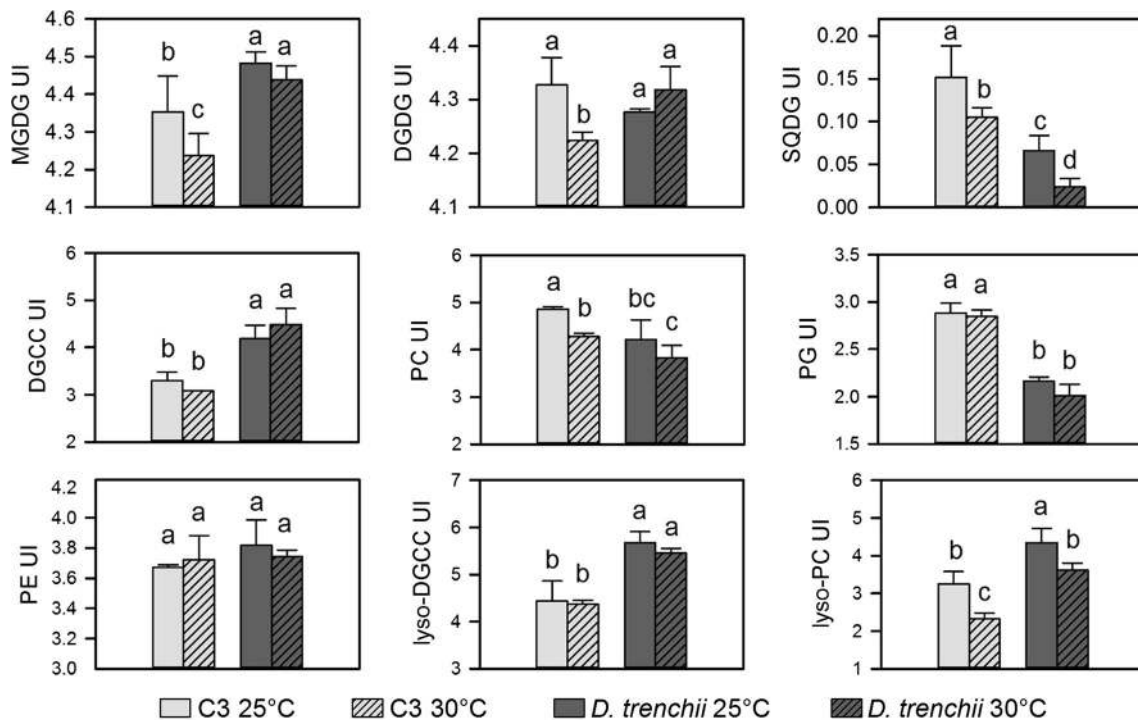 MGDG UI
4.6
4.5
4.4
4.3
4.2
4.1
b
c
a
a
DGDG UI
4.4
4.3
4.2
4.1
a
b
a
a
SQDG UI
0.20
0.15
0.10
0.05
0.00
a
b
c
d
DGCC UI
6
5
4
3
2
b
b
a
a
PC UI
6
5
4
3
2
a
b
bc
c
PG UI
3.5
3.0
2.5
2.0
1.5
a
a
b
b
PE UI
4.2
4.0
3.8
3.6
3.4
3.2
3.0
a
a
a
a
lyso-DGCC UI
7
6
5
4
3
b
b
a
a
lyso-PC UI
6
5
4
3
2
1
b
c
a
b
C3 25°C C3 30°C D. trenchii 25°C D. trenchii 30°C